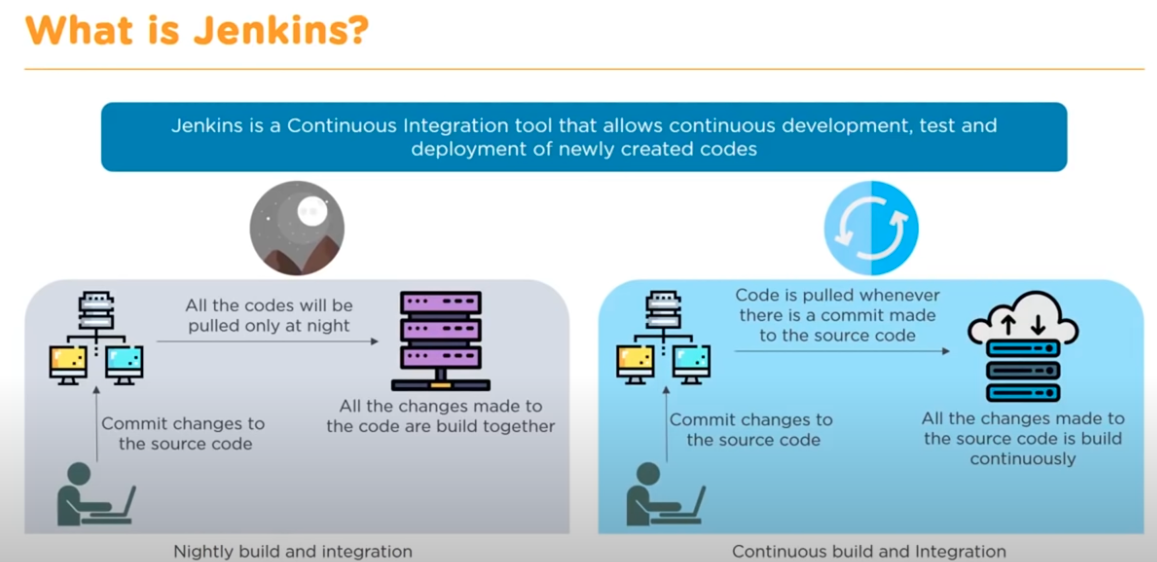 What is Jenkins?
Jenkins is a Continuous Integration tool that allows continuous development, test and
deployment of newly created codes
All the codes will be
pulled only at night
All the changes made to
the code are build together
Commit changes to
the source code
Nightly build and integration
Code is pulled whenever
there is a commit made
to the source code
All the changes made to
the source code is build
continuously
Commit changes to
the source code
Continuous build and Integration